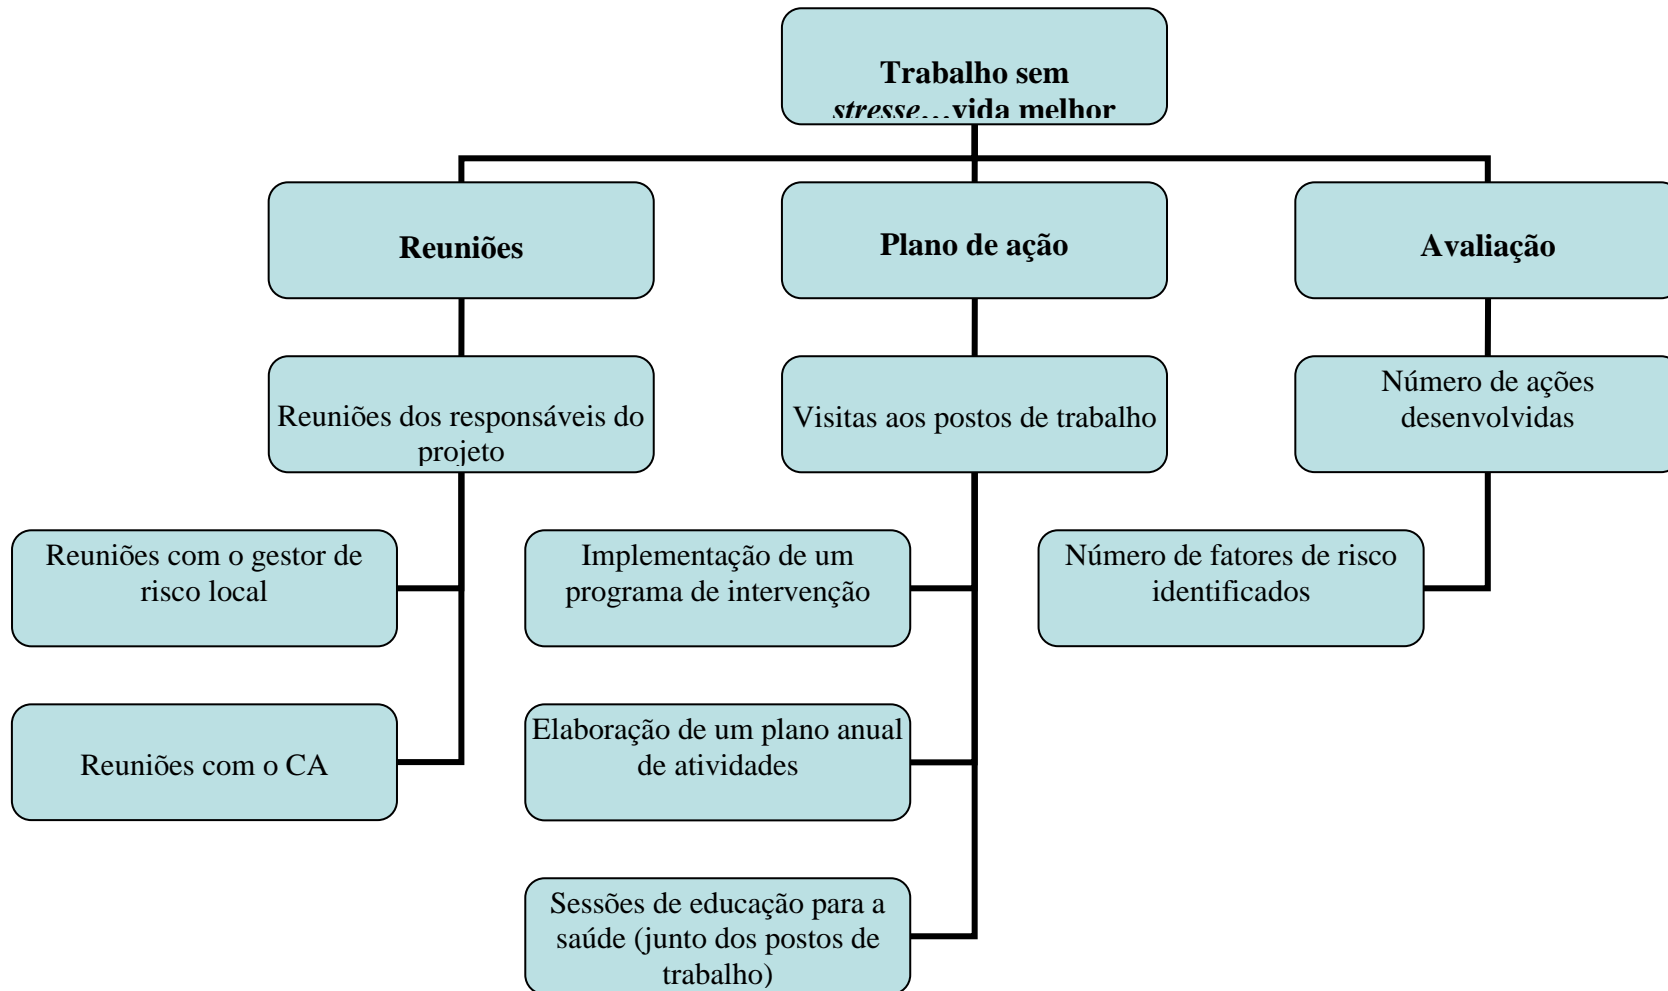 Trabalho sem
stresse…vida melhor
Reuniões
Plano de ação
Avaliação
Reuniões dos responsáveis do
projeto
Visitas aos postos de trabalho
Número de ações
desenvolvidas
Reuniões com o gestor de
risco local
Implementação de um
programa de intervenção
Número de fatores de risco
identificados
Reuniões com o CA
Elaboração de um plano anual
de atividades
Sessões de educação para a
saúde (junto dos postos de
trabalho)